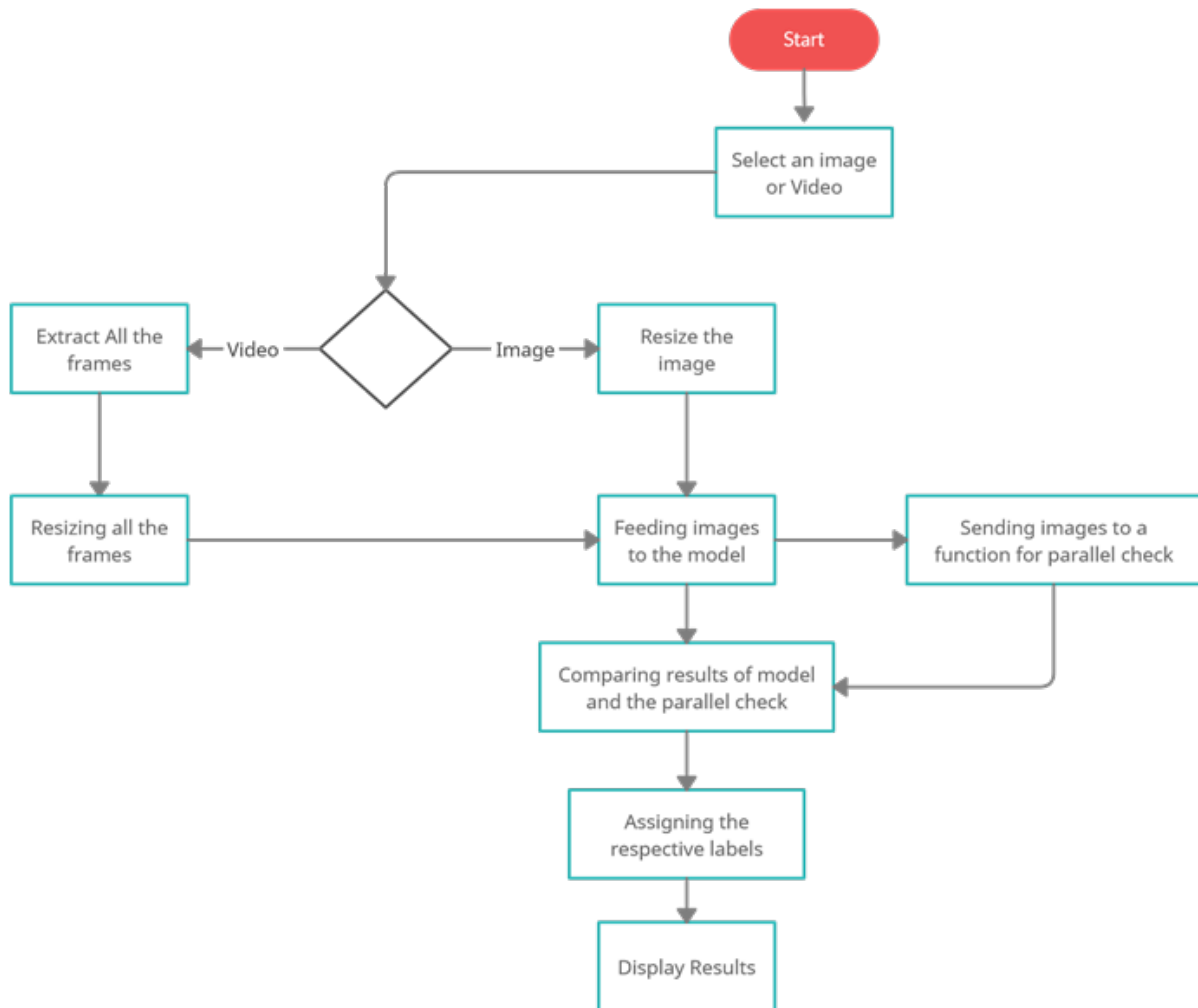 Start
Select an image
or Video
Extract All the
frames
Video
Image
Resize the
image
Resizing all the
frames
Feeding images
to the model
Sending images to a
function for parallel check
Comparing results of model
and the parallel check
Assigning the
respective labels
Display Results